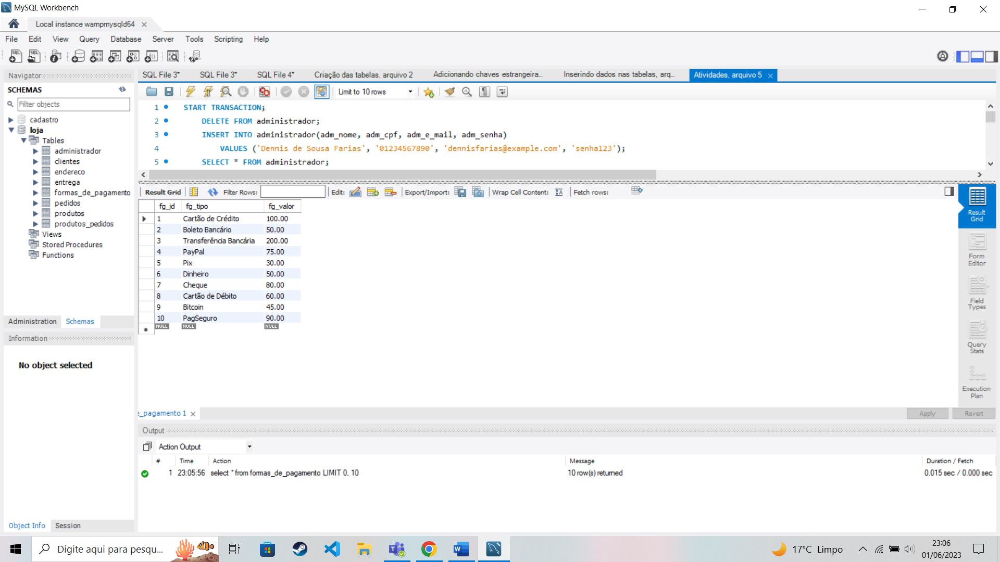 MySQL Workbench
Local instance wampmysqld64
File Edit View Query Database Server Tools Scripting Help
Navigator
SCHEMAS
Filter objects
cadastro
loja
Tables
administrador
clientes
endereco
entrega
formas_de_pagamento
pedidos
produtos
produtos_pedidos
Views
Stored Procedures
Functions
Administration Schemas
Information
No object selected
Object Info Session
SQL File 3* SQL File 3* SQL File 4* Criação das tabelas, arquivo 2 Adicionando chaves estrangeira... Inserindo dados nas tabelas, arq... Atividades, arquivo 5
Limit to 10 rows
1 START TRANSACTION;
2 DELETE FROM administrador;
3 INSERT INTO administrador(adm_nome, adm_cpf, adm_e_mail, adm_senha)
4 VALUES ('Dennis de Sousa Farias', '01234567890', 'dennisfarias@example.com', 'senha123');
5 SELECT * FROM administrador;
Result Grid Filter Rows: Edit: Export/Import: Wrap Cell Content: Fetch rows:
fg_id fg_tipo fg_valor
1 Cartão de Crédito 100.00
2 Boleto Bancário 50.00
3 Transferência Bancária 200.00
4 PayPal 75.00
5 Pix 30.00
6 Dinheiro 50.00
7 Cheque 80.00
8 Cartão de Débito 60.00
9 Bitcoin 45.00
10 PagSeguro 90.00
NULL NULL NULL
Result
Grid
Form
Editor
Field
Types
Query
Stats
Execution
Plan
e_pagamento 1
Apply Revert
Output
Action Output
# Time Action Message Duration / Fetch
1 23:05:56 select * from formas_de_pagamento LIMIT 0, 10 10 row(s) returned 0.015 sec / 0.000 sec
Digite aqui para pesqu...
17°C Limpo
23:06
01/06/2023